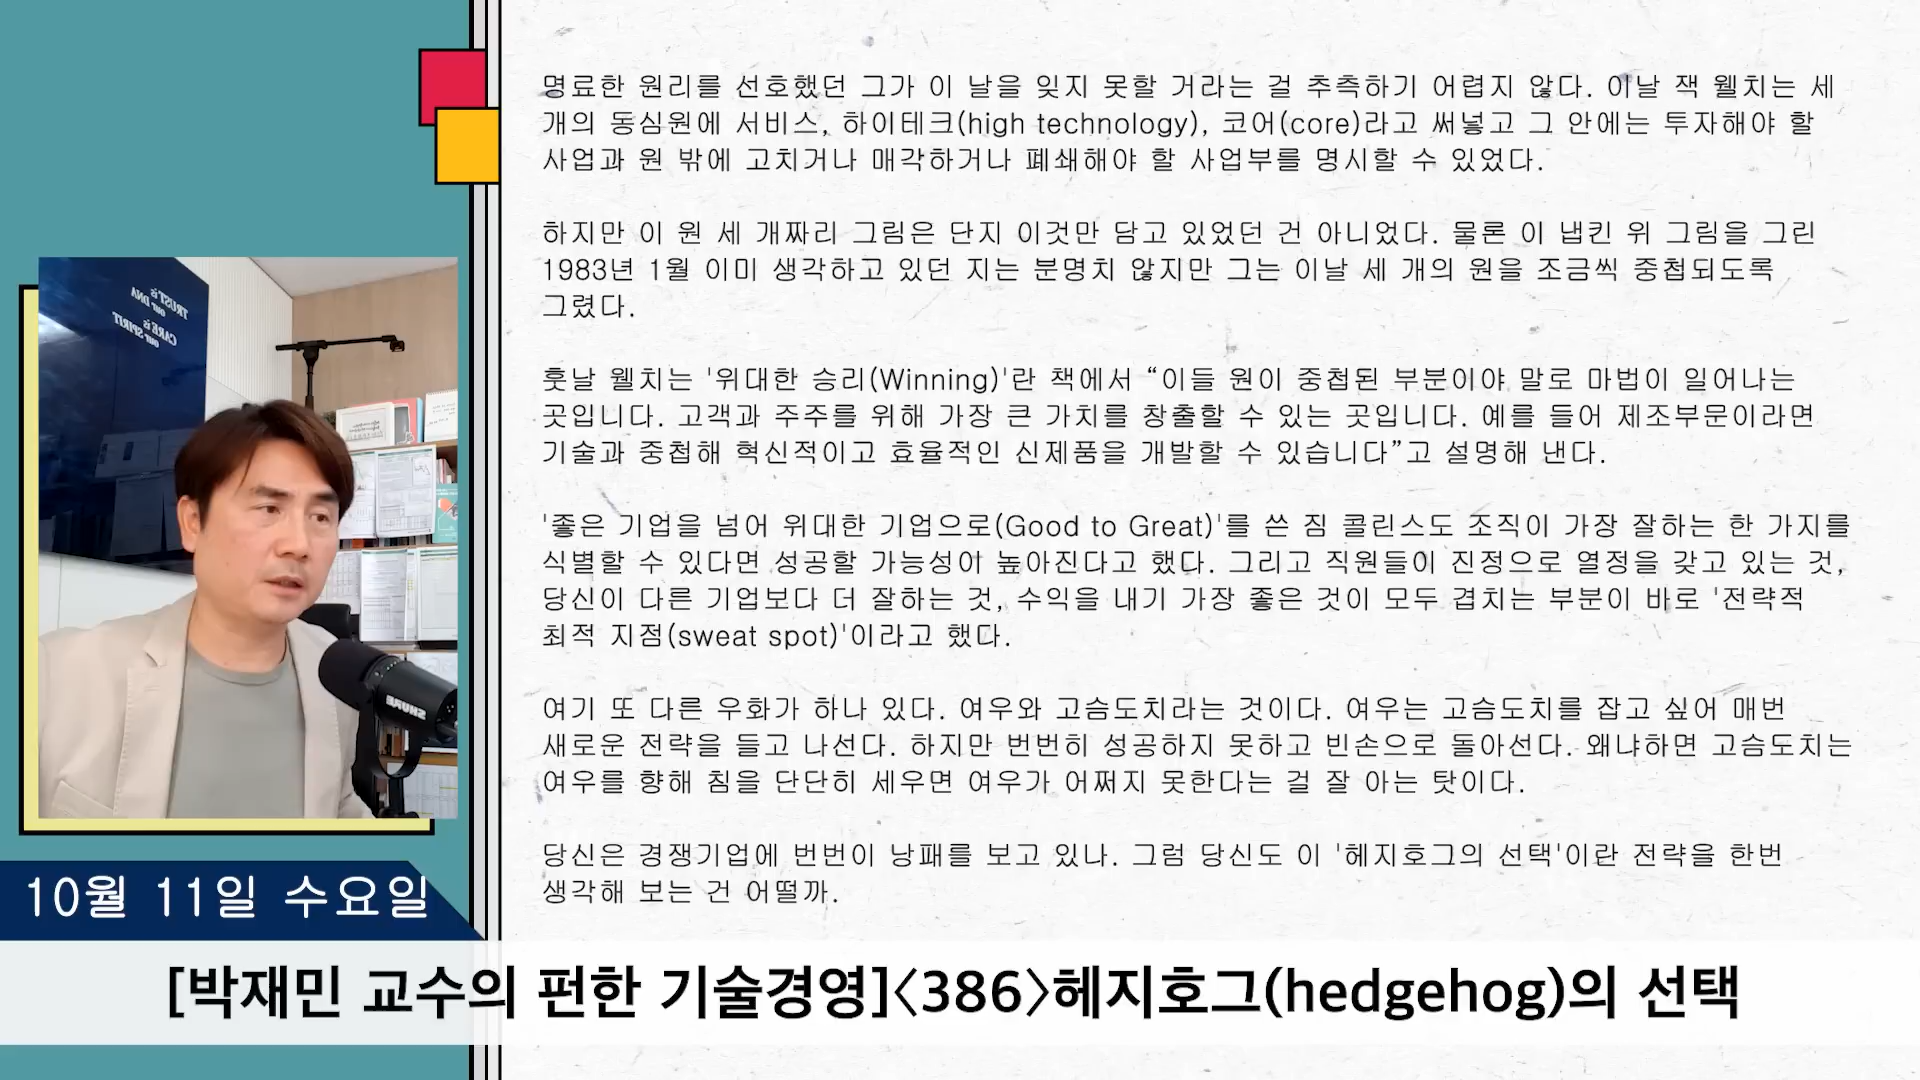 명료한 원리를 선호했던 그가 이 날을 잊지 못할 거라는 걸 추측하기 어렵지 않다. 이날 잭 웰치는 세
개의 동심원에 서비스, 하이테크(high technology), 코어(core)라고 써넣고 그 안에는 투자해야 할
사업과 원 밖에 고치거나 매각하거나 폐쇄해야 할 사업부를 명시할 수 있었다.
하지만 이 원 세 개짜리 그림은 단지 이것만 담고 있었던 건 아니었다. 물론 이 냅킨 위 그림을 그린
1983년 1월 이미 생각하고 있던 지는 분명치 않지만 그는 이날 세 개의 원을 조금씩 중첩되도록
그렸다.
훗날 웰치는 '위대한 승리(Winning)'란 책에서 “이들 원이 중첩된 부분이야 말로 마법이 일어나는
곳입니다. 고객과 주주를 위해 가장 큰 가치를 창출할 수 있는 곳입니다. 예를 들어 제조부문이라면
기술과 중첩해 혁신적이고 효율적인 신제품을 개발할 수 있습니다”고 설명해 낸다.
'좋은 기업을 넘어 위대한 기업으로(Good to Great)'를 쓴 짐 콜린스도 조직이 가장 잘하는 한 가지를
식별할 수 있다면 성공할 가능성이 높아진다고 했다. 그리고 직원들이 진정으로 열정을 갖고 있는 것,
당신이 다른 기업보다 더 잘하는 것, 수익을 내기 가장 좋은 것이 모두 겹치는 부분이 바로 '전략적
최적 지점(sweat spot)'이라고 했다.
여기 또 다른 우화가 하나 있다. 여우와 고슴도치라는 것이다. 여우는 고슴도치를 잡고 싶어 매번
새로운 전략을 들고 나선다. 하지만 번번히 성공하지 못하고 빈손으로 돌아선다. 왜냐하면 고슴도치는
여우를 향해 침을 단단히 세우면 여우가 어쩌지 못한다는 걸 잘 아는 탓이다.
당신은 경쟁기업에 번번이 낭패를 보고 있나. 그럼 당신도 이 '헤지호그의 선택'이란 전략을 한번
생각해 보는 건 어떨까.
TRUST is
our DNA
CARE is
our SPIRIT
SHURE
10월 11일 수요일
[박재민 교수의 펀한 기술경영]〈386〉헤지호그(hedgehog)의 선택